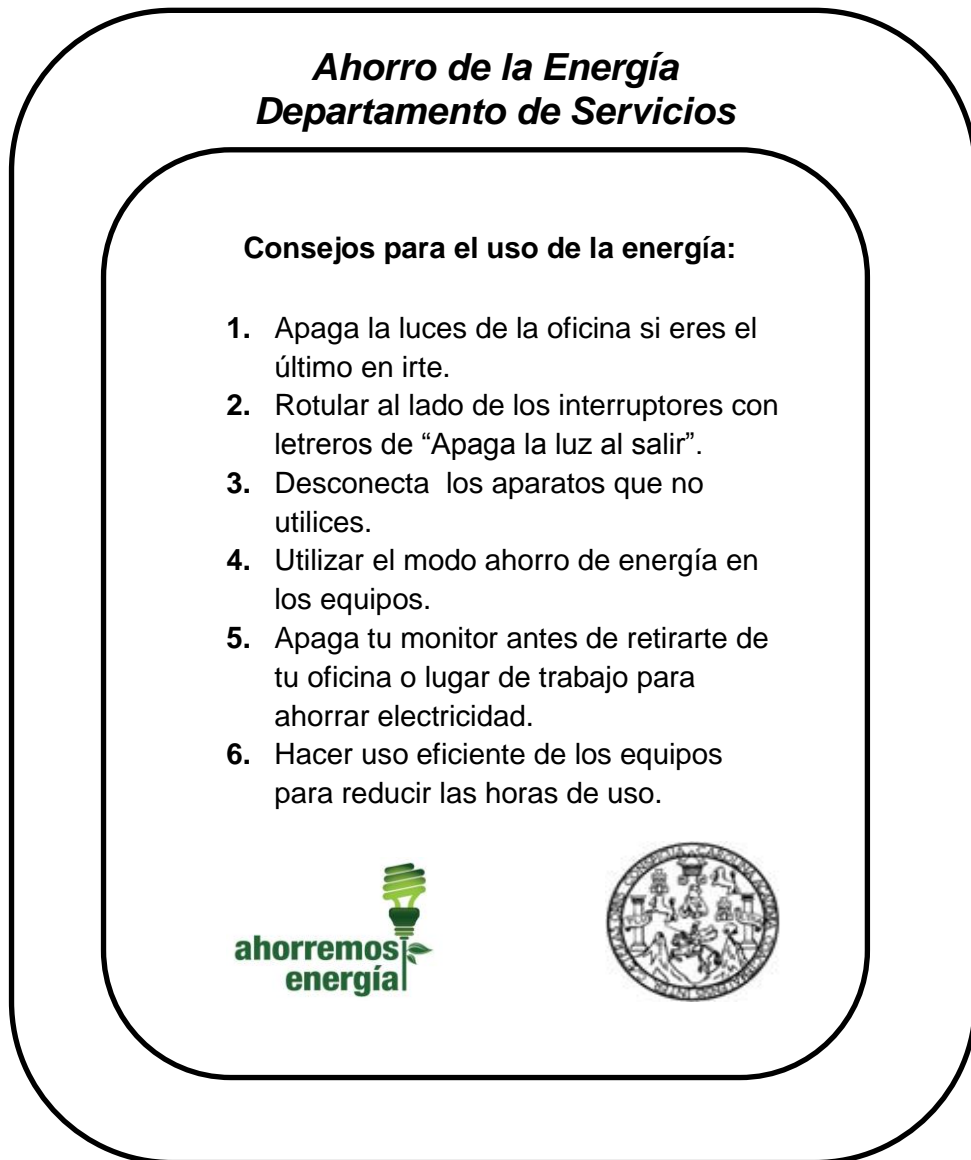 Ahorro de la Energía
Departamento de Servicios
Consejos para el uso de la energía:
1. Apaga la luces de la oficina si eres el
último en irte.
2. Rotular al lado de los interruptores con
letreros de “Apaga la luz al salir”.
3. Desconecta  los aparatos que no
utilices.
4. Utilizar el modo ahorro de energía en
los equipos.
5. Apaga tu monitor antes de retirarte de
tu oficina o lugar de trabajo para
ahorrar electricidad.
6. Hacer uso eficiente de los equipos
para reducir las horas de uso.
ahorremos
energía
CAROLINA ACADEMIA COACTEMALENSIS INTER